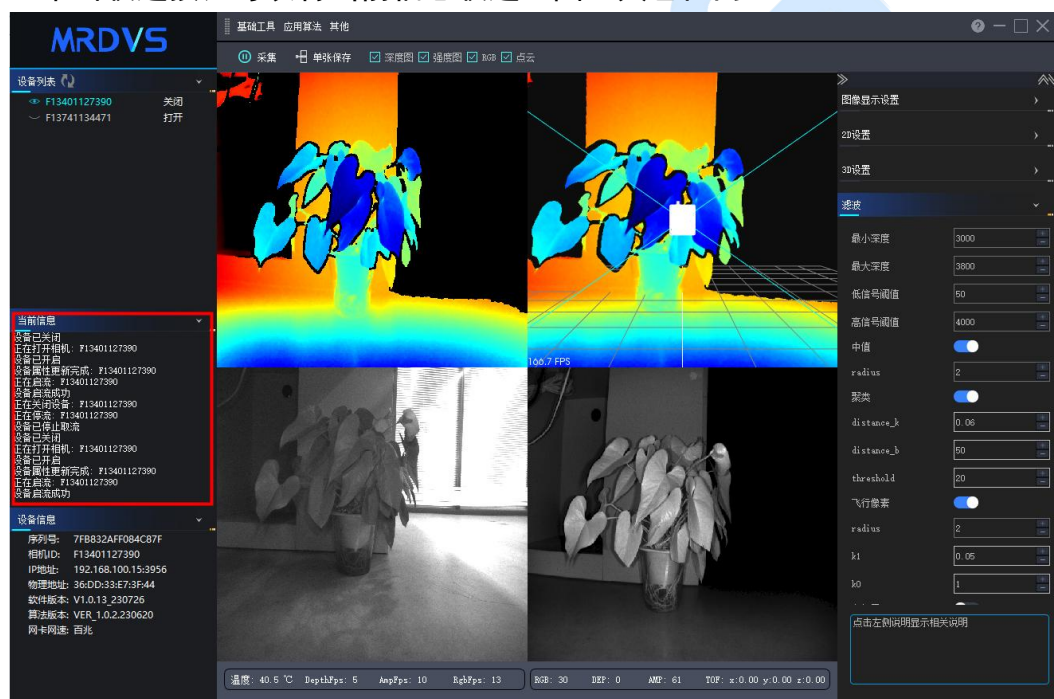 MRDVS
基础工具 应用算法 其他
采集 单张保存 深度图 强度图 RGB 点云
设备列表
F13401127390 关闭
F13741134471 打开
当前信息
设备已关闭
正在打开相机: F13401127390
设备已开启
设备属性更新完成: F13401127390
正在启流: F13401127390
设备启流成功
正在关闭设备: F13401127390
正在停流: F13401127390
设备已停止取流
设备已关闭
正在打开相机: F13401127390
设备已开启
设备属性更新完成: F13401127390
正在启流: F13401127390
设备启流成功
设备信息
序列号: 7FB832AFF084C87F
相机ID: F13401127390
IP地址: 192.168.100.15:3956
物理地址: 36:DD:33:E7:3F:44
软件版本: V1.0.13_230726
算法版本: VER_1.0.2.230620
网卡网速: 百兆
166.7 FPS
温度: 40.5 ℃ DepthFps: 5 AmpFps: 10 RgbFps: 13
RGB: 30 DEP: 0 AMP: 61 TOF: x:0.00 y:0.00 z:0.00
图像显示设置
2D设置
3D设置
滤波
最小深度 3000
最大深度 3800
低信号阈值 50
高信号阈值 4000
中值
radius 2
聚类
distance_k 0.06
distance_b 50
threshold 20
飞行像素
radius 2
k1 0.05
k0 1
点击左侧说明显示相关说明